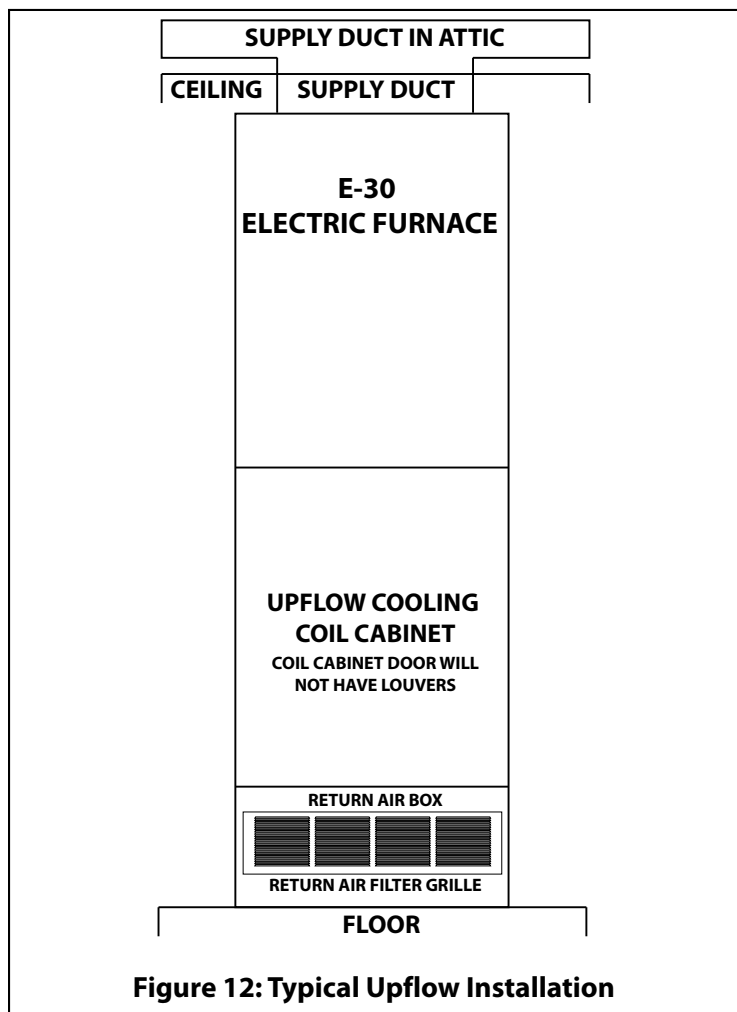 SUPPLY DUCT IN ATTIC
CEILING SUPPLY DUCT
E-30
ELECTRIC FURNACE
UPFLOW COOLING
COIL CABINET
COIL CABINET DOOR WILL
NOT HAVE LOUVERS
RETURN AIR BOX
RETURN AIR FILTER GRILLE
FLOOR
Figure 12: Typical Upflow Installation